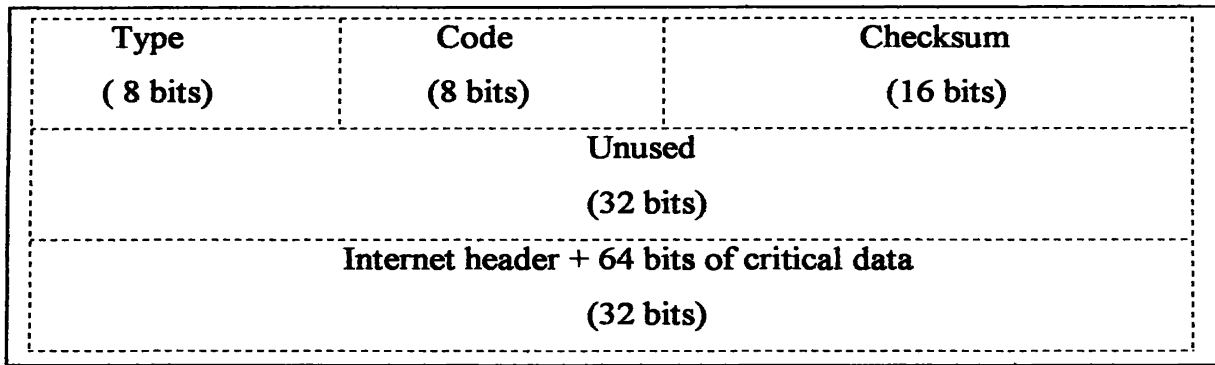 Type Code Checksum
( 8 bits) (8 bits) (16 bits)
Unused
(32 bits)
Internet header + 64 bits of critical data
(32 bits)